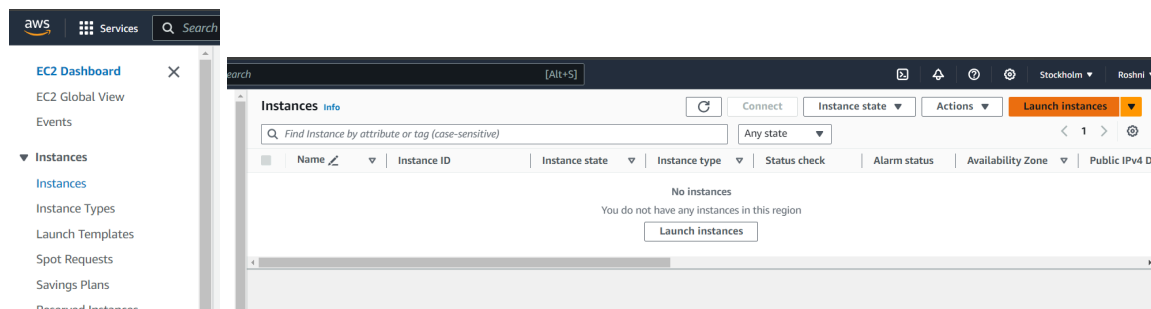 aws
Services
Search
EC2 Dashboard
EC2 Global View
Events
Instances
Instances
Instance Types
Launch Templates
Spot Requests
Savings Plans
Reserved Instances
earch [Alt+S] Stockholm Roshni
Instances Info Connect Instance state Actions Launch instances
Find Instance by attribute or tag (case-sensitive) Any state 1
Name Instance ID Instance state Instance type Status check Alarm status Availability Zone Public IPv4 D
No instances
You do not have any instances in this region
Launch instances